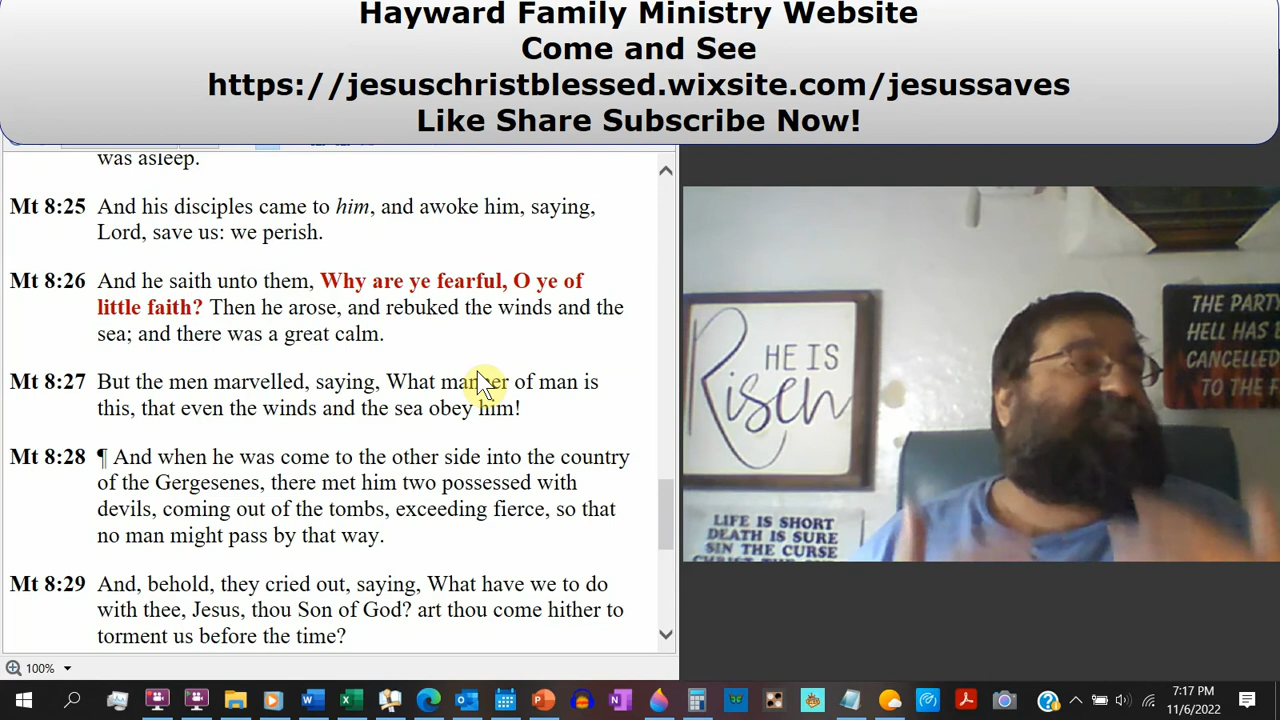 Hayward Family Ministry Website
Come and See
https://jesuschristblessed.wixsite.com/jesussaves
Like Share Subscribe Now!
was asleep.
Mt 8:25 And his disciples came to him, and awoke him, saying,
Lord, save us: we perish.
Mt 8:26 And he saith unto them, Why are ye fearful, O ye of
little faith? Then he arose, and rebuked the winds and the
sea; and there was a great calm.
Mt 8:27 But the men marvelled, saying, What manner of man is
this, that even the winds and the sea obey him!
Mt 8:28 ¶ And when he was come to the other side into the country
of the Gergesenes, there met him two possessed with
devils, coming out of the tombs, exceeding fierce, so that
no man might pass by that way.
Mt 8:29 And, behold, they cried out, saying, What have we to do
with thee, Jesus, thou Son of God? art thou come hither to
torment us before the time?
HE IS
Risen
THE PARTY
HELL HAS
CANCELLED
TO THE
LIFE IS SHORT
DEATH IS SURE
SIN THE CURSE
100%
7:17 PM
11/6/2022